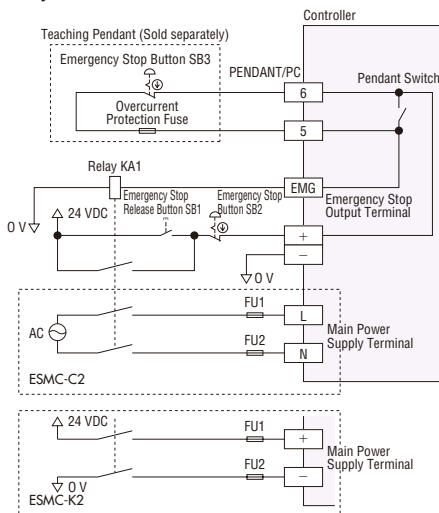 Controller
Teaching Pendant (Sold separately)
Emergency Stop Button SB3
PENDANT/PC
Pendant Switch
6
Overcurrent
Protection Fuse
5
Relay KA1
EMG
Emergency Stop
Output Terminal
Emergency Stop
Release Button SB1
Emergency Stop
Button SB2
24 VDC
0 V
+
−
0 V
FU1
L
AC
Main Power
Supply Terminal
FU2
N
ESMC-C2
24 VDC
FU1
+
Main Power
Supply Terminal
FU2
−
0 V
ESMC-K2